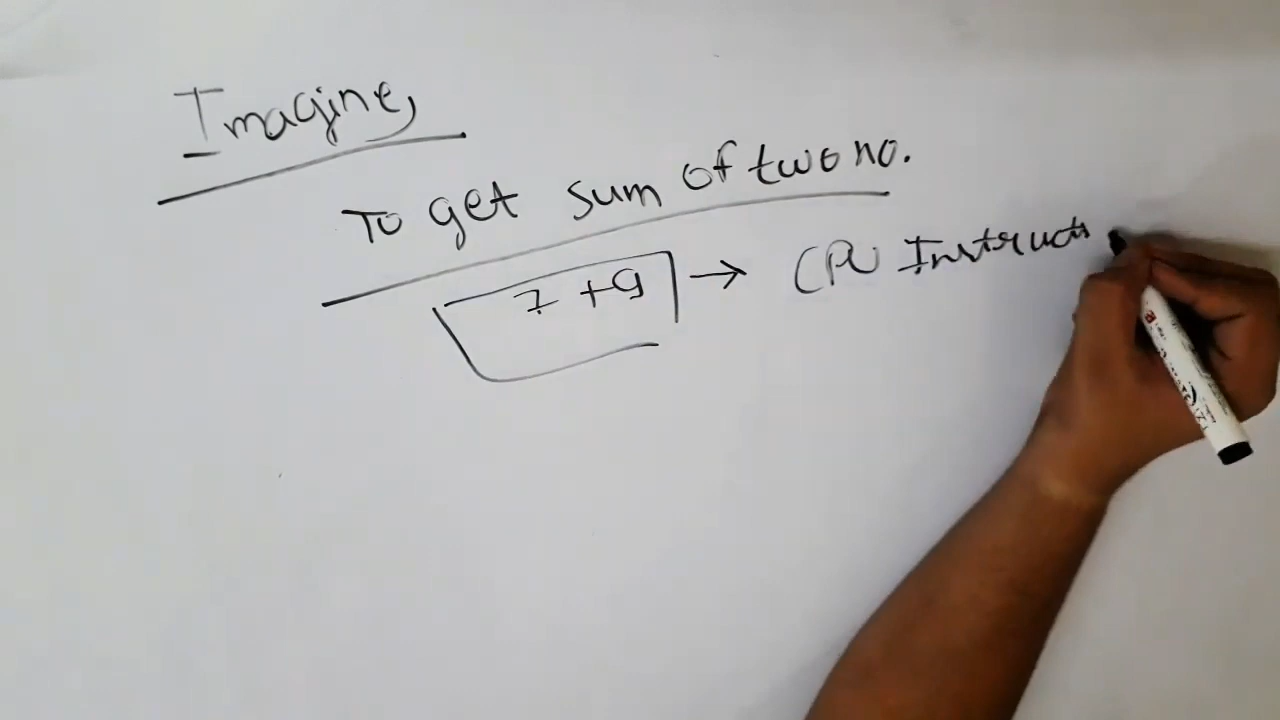 Imagine,
To get sum of two no.
7 + 9 → CPU Instructi